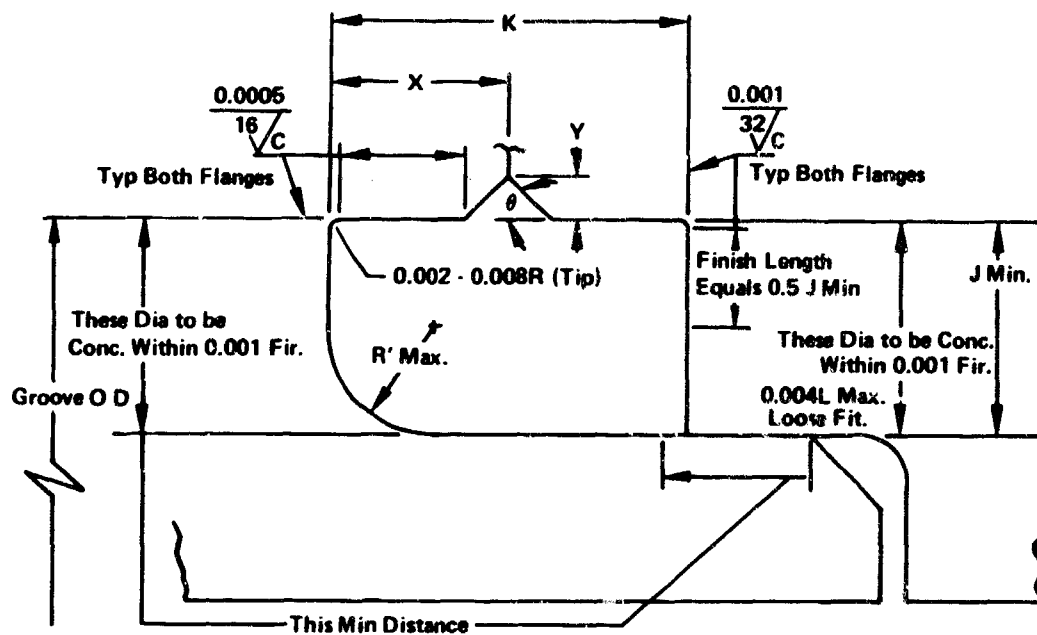 K
X
0.0005
16
C
Y
0.001
32
C
Typ Both Flanges
Typ Both Flanges
θ
0.002 - 0.008R (Tip)
Finish Length
Equals 0.5 J Min
J Min.
These Dia to be
Conc. Within 0.001 Fir.
R' Max.
These Dia to be Conc.
Within 0.001 Fir.
Groove O D
0.004L Max.
Loose Fit.
This Min Distance